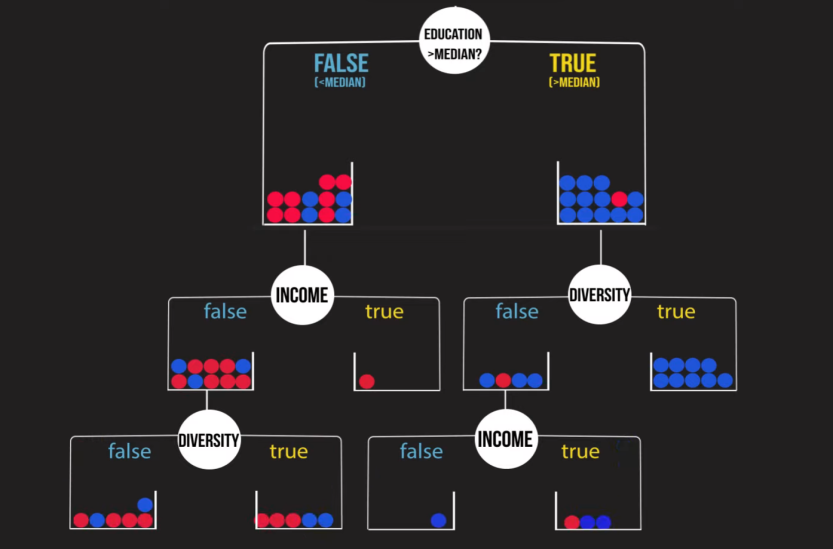 EDUCATION
>MEDIAN?
FALSE
(<MEDIAN)
TRUE
(>MEDIAN)
INCOME
false
true
DIVERSITY
false
true
DIVERSITY
false
true
INCOME
false
true